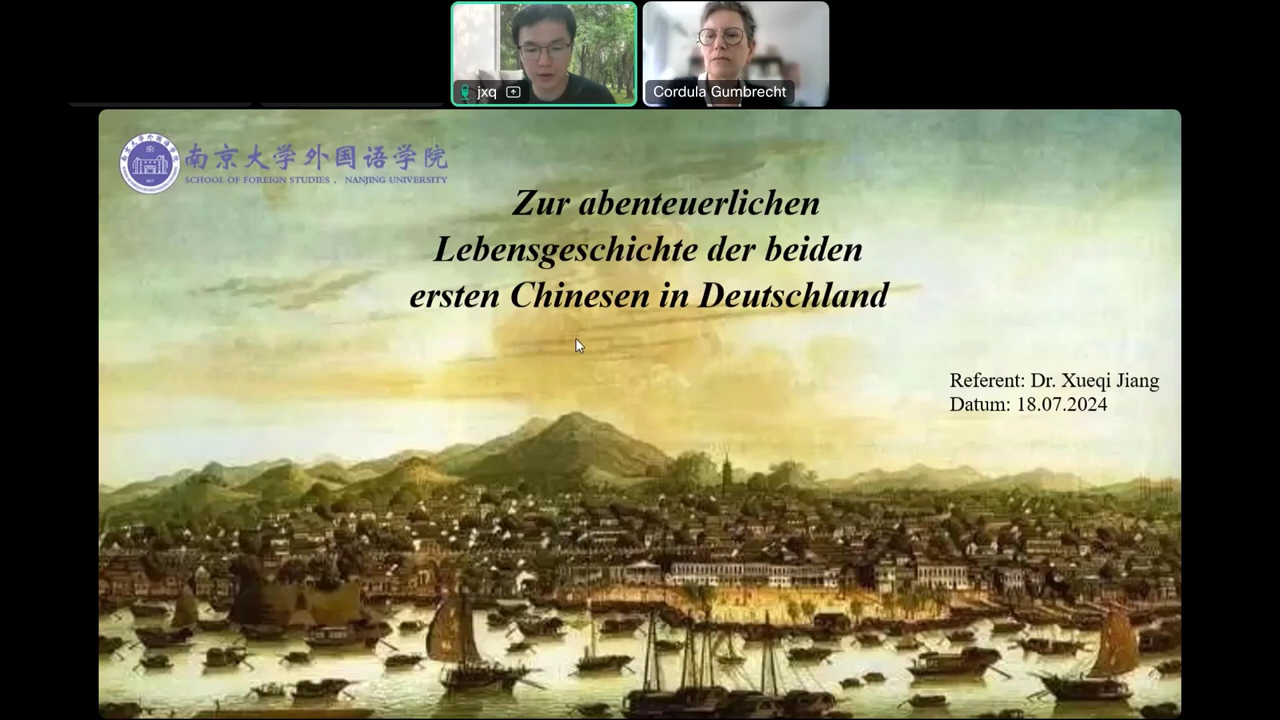 jxq
Cordula Gumbrecht
南京大学外国语学院
SCHOOL OF FOREIGN STUDIES , NANJING UNIVERSITY
Zur abenteuerlichen
Lebensgeschichte der beiden
ersten Chinesen in Deutschland
Referent: Dr. Xueqi Jiang
Datum: 18.07.2024